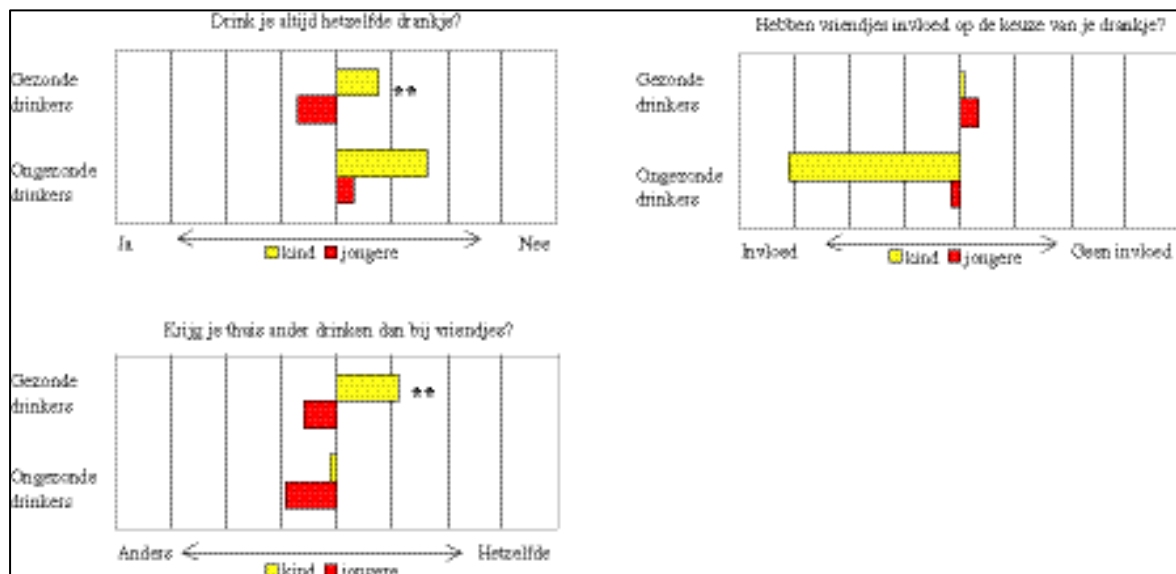 Drink je altijd hetzelfde drankje?
Gezonde
drinkers
**
Ongezonde
drinkers
Ja
Nee
kind jongere
Hebben vriendjes invloed op de keuze van je drankje?
Gezonde
drinkers
Ongezonde
drinkers
Invloed
Geen invloed
kind jongere
Krijg je thuis ander drinken dan bij vriendjes?
Gezonde
drinkers
**
Ongezonde
drinkers
Anders
Hetzelfde
kind jongere